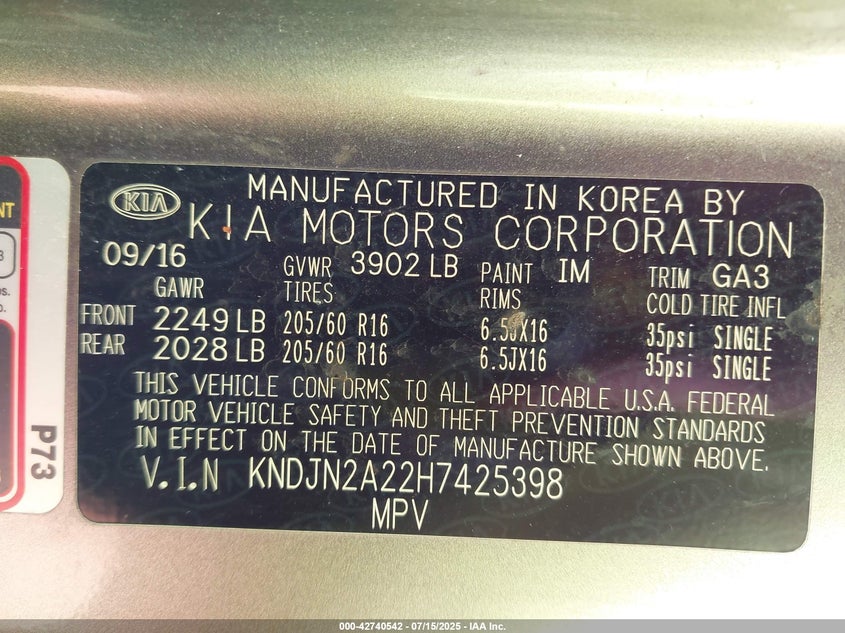 MANUFACTURED IN KOREA BY
KIA KIA MOTORS CORPORATION
09/16 GVWR 3902 LB PAINT IM TRIM GA3
GAWR TIRES RIMS COLD TIRE INFL
FRONT 2249 LB 205/60 R16 6.5JX16 35psi SINGLE
REAR 2028 LB 205/60 R16 6.5JX16 35psi SINGLE
THIS VEHICLE CONFORMS TO ALL APPLICABLE U.S.A. FEDERAL
MOTOR VEHICLE SAFETY AND THEFT PREVENTION STANDARDS
IN EFFECT ON THE DATE OF MANUFACTURE SHOWN ABOVE.
V.I.N KNDJN2A22H7425398
MPV
P73
NT
000-42740542 - 07/15/2025 - IAA Inc.